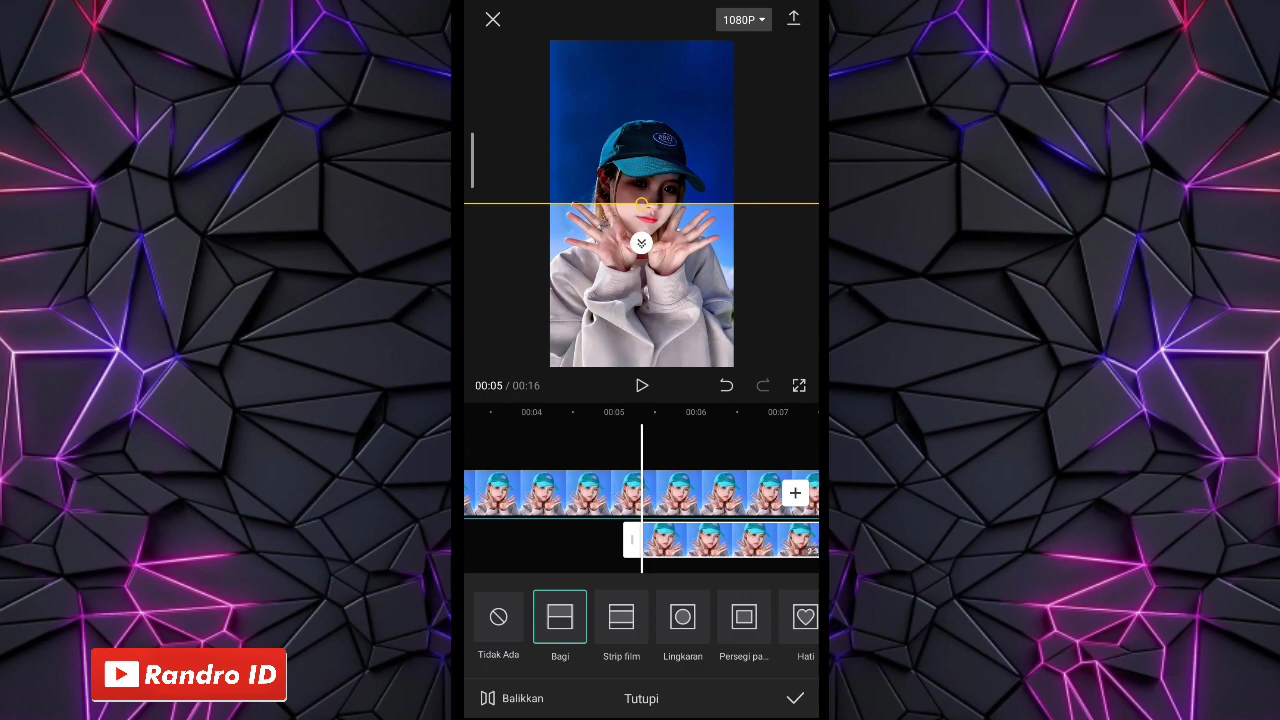 1080P
00:05 / 00:16
00:04
00:05
00:06
00:07
Tidak Ada
Bagi
Strip film
Lingkaran
Persegi pa...
Hati
Balikkan
Tutupi
Randro ID